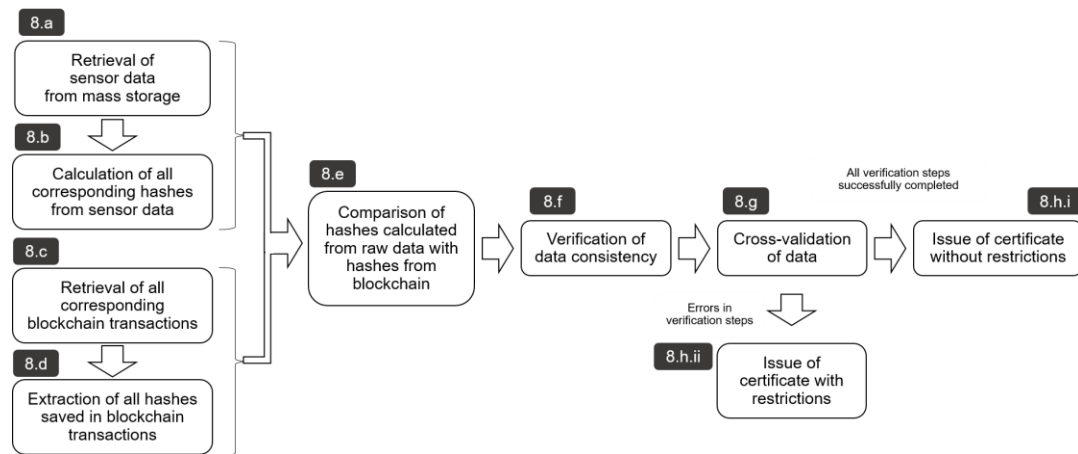 8.a
Retrieval of
sensor data
from mass storage
8.b
Calculation of all
corresponding hashes
from sensor data
8.c
Retrieval of all
corresponding
blockchain transactions
8.d
Extraction of all hashes
saved in blockchain
transactions
8.e
Comparison of
hashes calculated
from raw data with
hashes from
blockchain
8.f
Verification of
data consistency
8.g
Cross-validation
of data
All verification steps
successfully completed
8.h.i
Issue of certificate
without restrictions
Errors in
verification steps
8.h.ii
Issue of
certificate with
restrictions